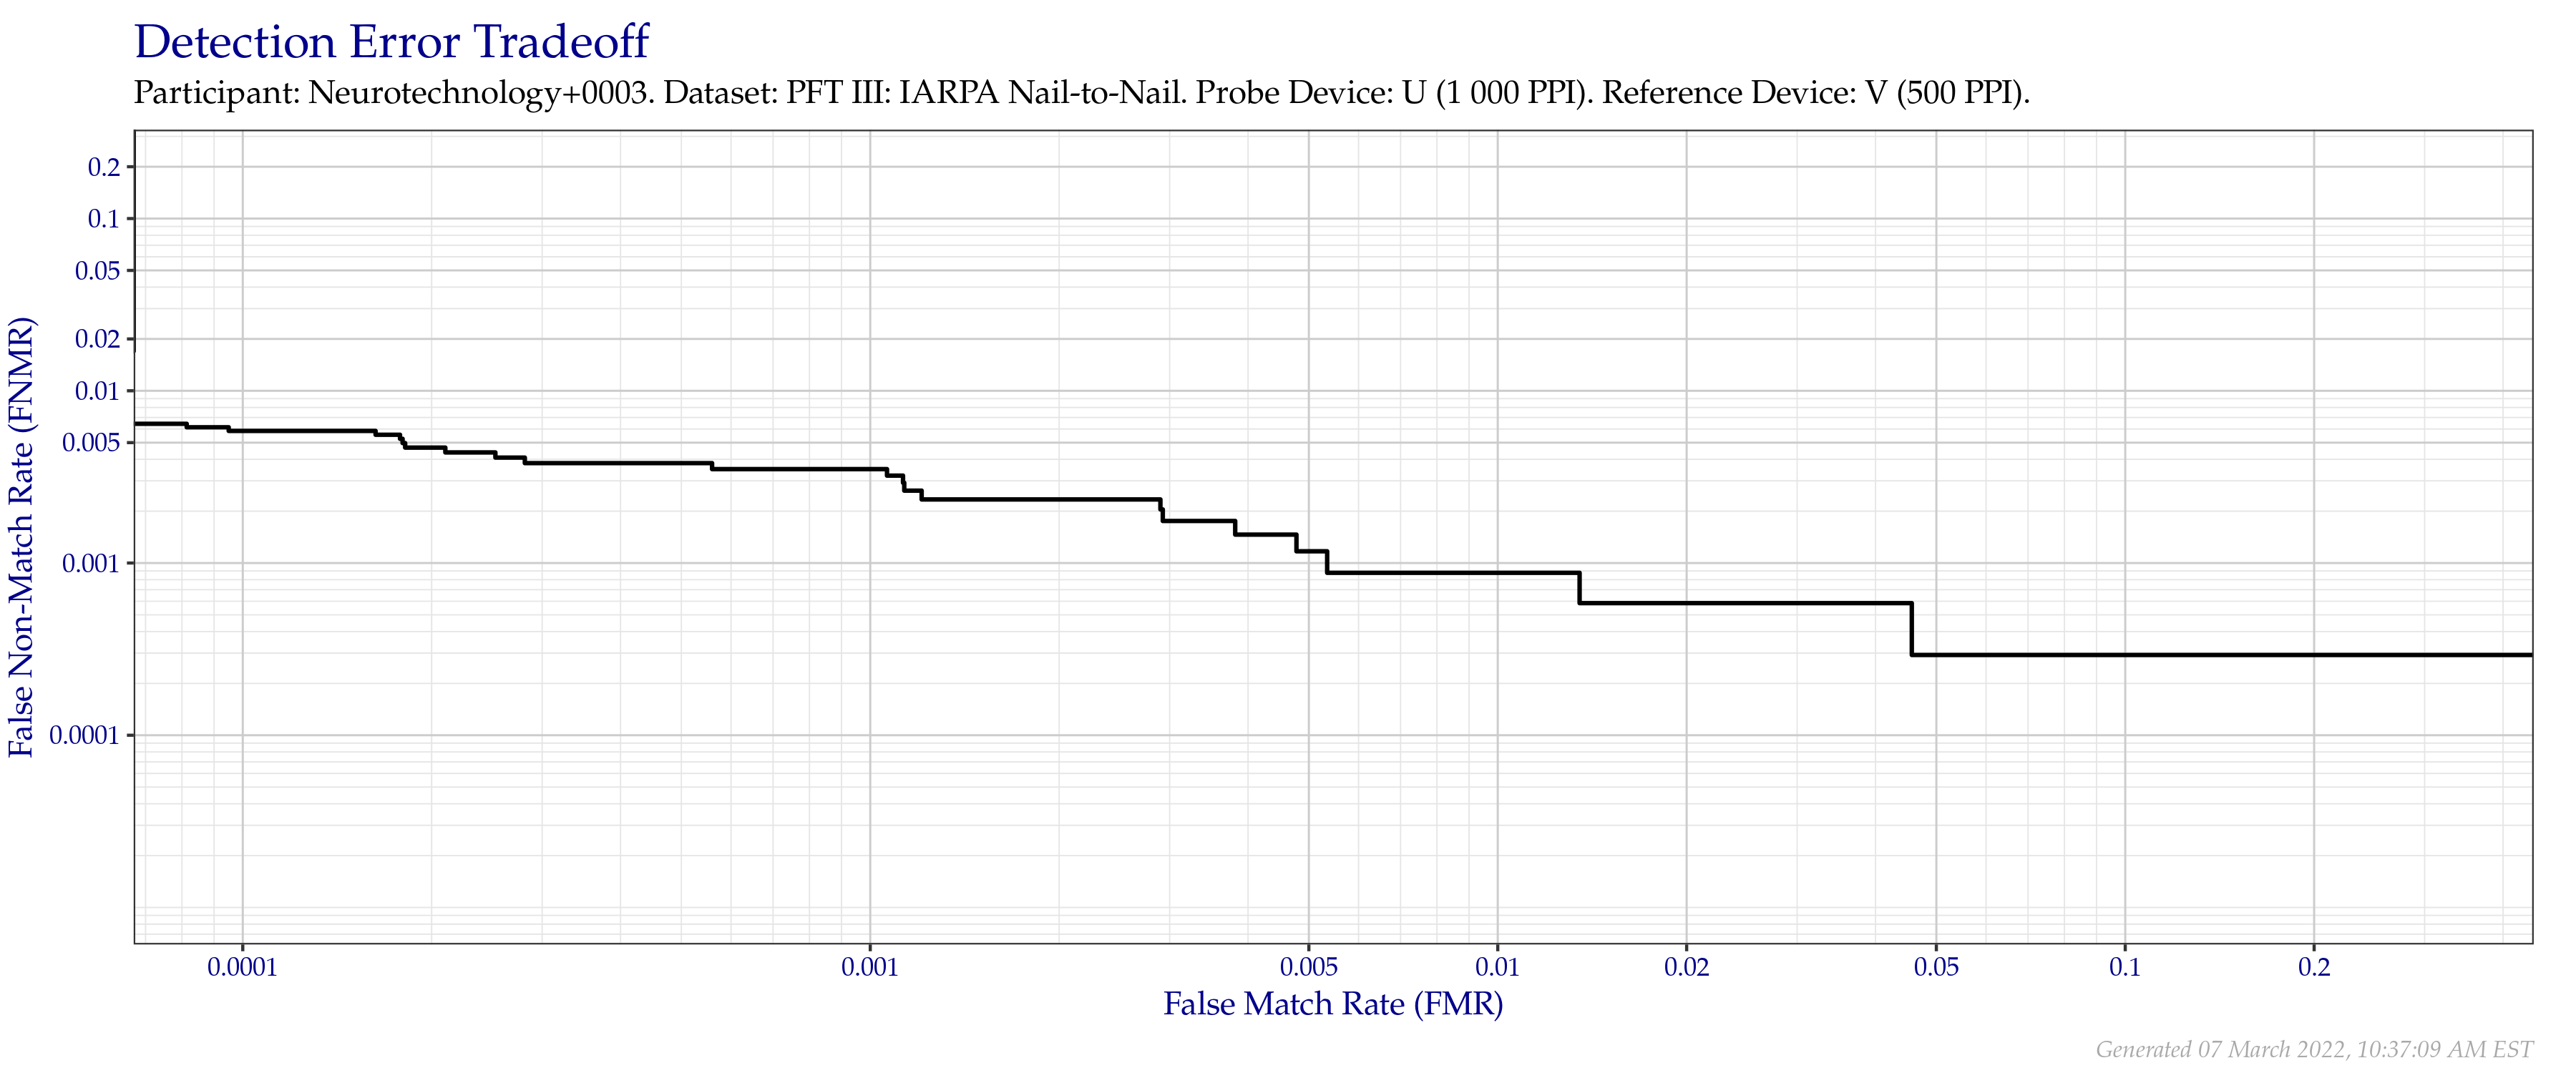 Detection Error Tradeoff
Participant: Neurotechnology+0003. Dataset: PFT III: IARPA Nail-to-Nail. Probe Device: U (1 000 PPI). Reference Device: V (500 PPI).
False Non-Match Rate (FNMR)
0.2
0.1
0.05
0.02
0.01
0.005
0.001
0.0001
0.0001 0.001 0.005 0.01 0.02 0.05 0.1 0.2
False Match Rate (FMR)
Generated 07 March 2022, 10:37:09 AM EST